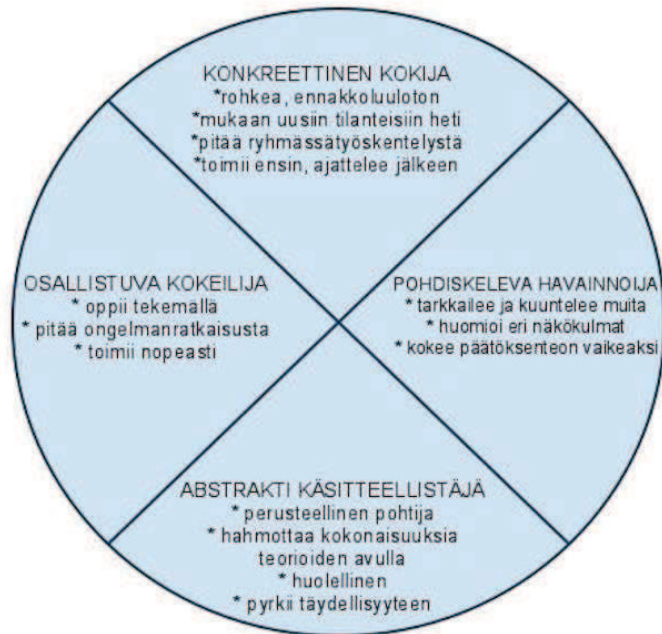 KONKREETTINEN KOKIJA
*rohkea, ennakkoluuloton
*mukaan uusiin tilanteisiin heti
*pitää ryhmässätyöskentelystä
*toimii ensin, ajattelee jälkeen
OSALLISTUVA KOKEILIJA
* oppii tekemällä
* pitää ongelmanratkaisusta
* toimii nopeasti
POHDISKELEVA HAVAINNOIJA
* tarkkailee ja kuuntelee muita
* huomioi eri näkökulmat
* kokee päätöksenteon vaikeaksi
ABSTRAKTI KÄSITTEELLISTÄJÄ
* perusteellinen pohtija
* hahmottaa kokonaisuuksia
teorioiden avulla
* huolellinen
* pyrkii täydellisyyteen